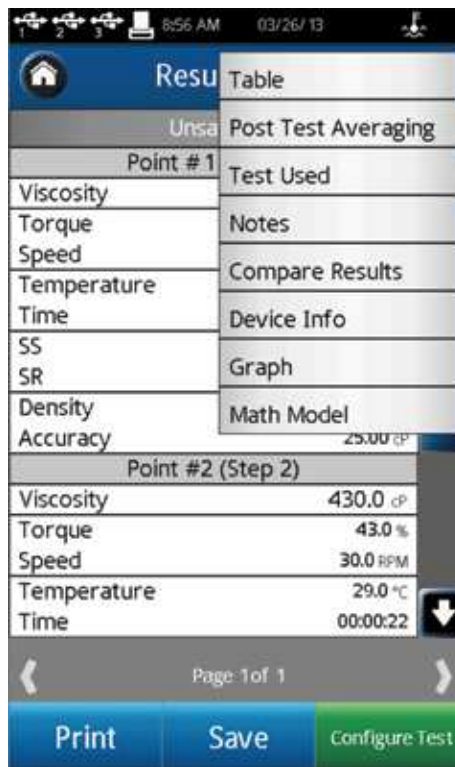 1 2 3 8:56 AM 03/26/13
Resu
Unsa
Table
Post Test Averaging
Test Used
Notes
Compare Results
Device Info
Graph
Math Model
Point # 1
Viscosity
Torque
Speed
Temperature
Time
SS
SR
Density
Accuracy 25.00 cP
Point #2 (Step 2)
Viscosity 430.0 cP
Torque 43.0 %
Speed 30.0 RPM
Temperature 29.0 °C
Time 00:00:22
Page 1of 1
Print Save Configure Test